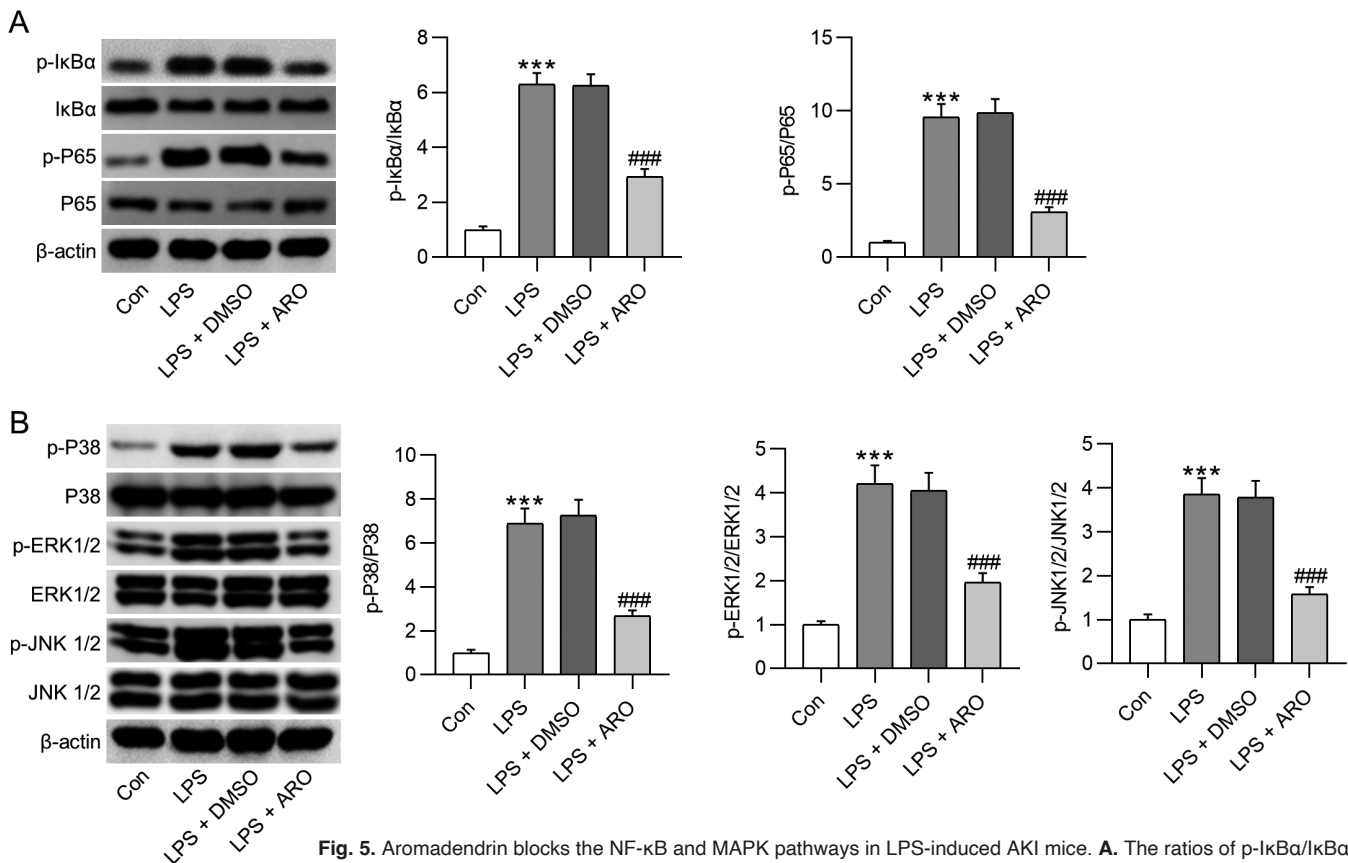 A
p-IκBα
IκBα
p-P65
P65
β-actin
Con
LPS
LPS + DMSO
LPS + ARO
p-IκBα/IκBα
8
6
4
2
0
***
###
Con
LPS
LPS + DMSO
LPS + ARO
p-P65/P65
15
10
5
0
***
###
Con
LPS
LPS + DMSO
LPS + ARO
B
p-P38
P38
p-ERK1/2
ERK1/2
p-JNK 1/2
JNK 1/2
β-actin
Con
LPS
LPS + DMSO
LPS + ARO
p-P38/P38
10
8
6
4
2
0
***
###
Con
LPS
LPS + DMSO
LPS + ARO
p-ERK1/2/ERK1/2
5
4
3
2
1
0
***
###
Con
LPS
LPS + DMSO
LPS + ARO
p-JNK1/2/JNK1/2
5
4
3
2
1
0
***
###
Con
LPS
LPS + DMSO
LPS + ARO
Fig. 5. Aromadendrin blocks the NF-κB and MAPK pathways in LPS-induced AKI mice. A. The ratios of p-IκBα/IκBα